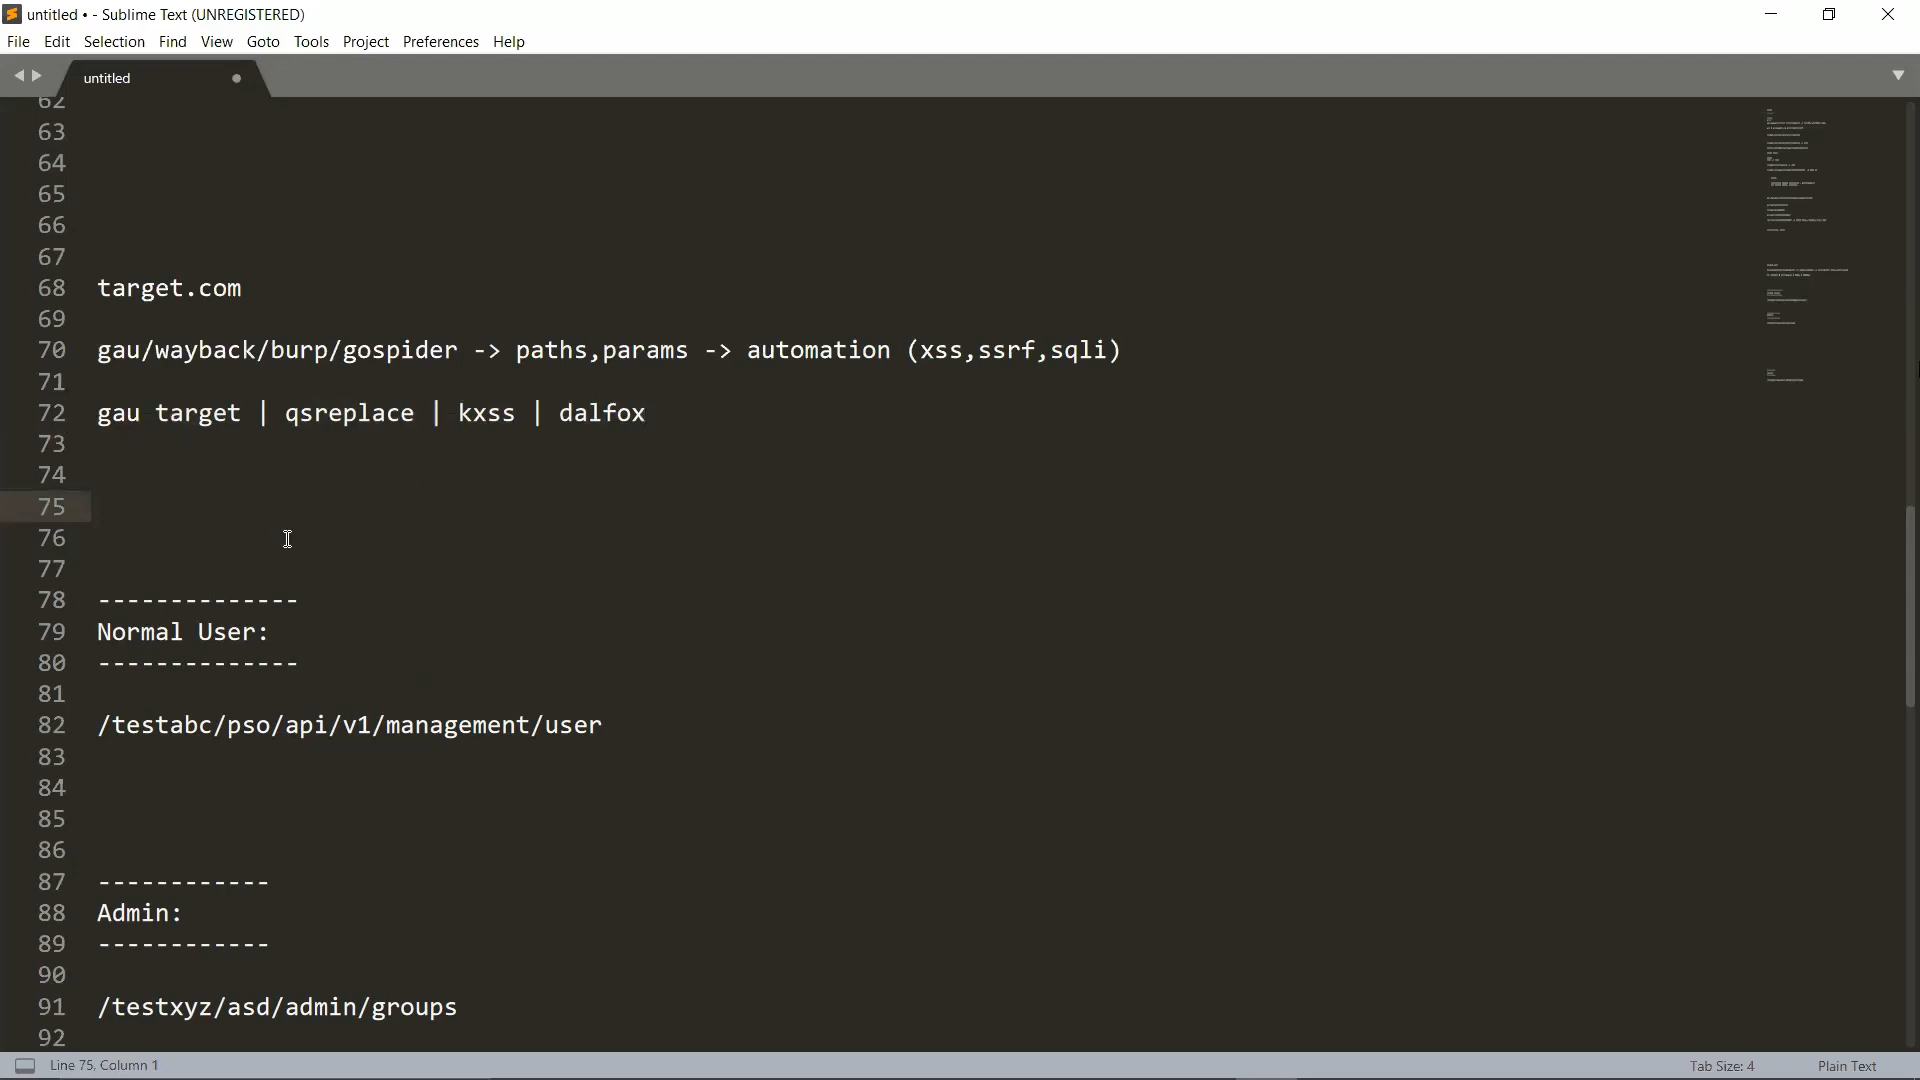 untitled • - Sublime Text (UNREGISTERED)
File Edit Selection Find View Goto Tools Project Preferences Help
untitled
62
63
64
65
66
67
68 target.com
69
70 gau/wayback/burp/gospider -> paths,params -> automation (xss,ssrf,sqli)
71
72 gau target | qsreplace | kxss | dalfox
73
74
75
76
77
78 --------------
79 Normal User:
80 --------------
81
82 /testabc/pso/api/v1/management/user
83
84
85
86
87 ------------
88 Admin:
89 ------------
90
91 /testxyz/asd/admin/groups
92
Line 75, Column 1 Tab Size: 4 Plain Text